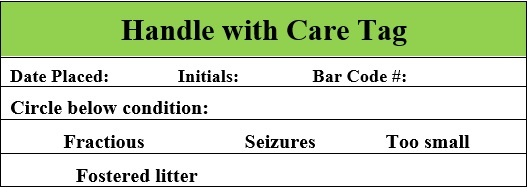 Handle with Care Tag
Date Placed: Initials: Bar Code #:
Circle below condition:
Fractious Seizures Too small
Fostered litter